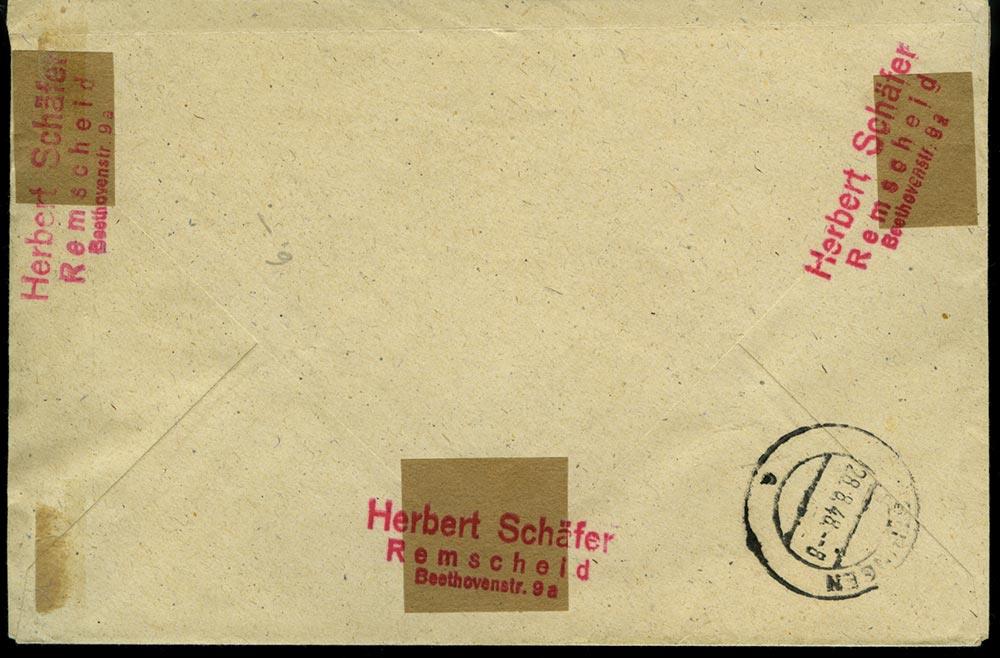 Herbert Schäfer
Remscheid
Beethovenstr. 9a
Herbert Schäfer
Remscheid
Beethovenstr. 9a
Herbert Schäfer
Remscheid
Beethovenstr. 9a
28.8.48.-8
a